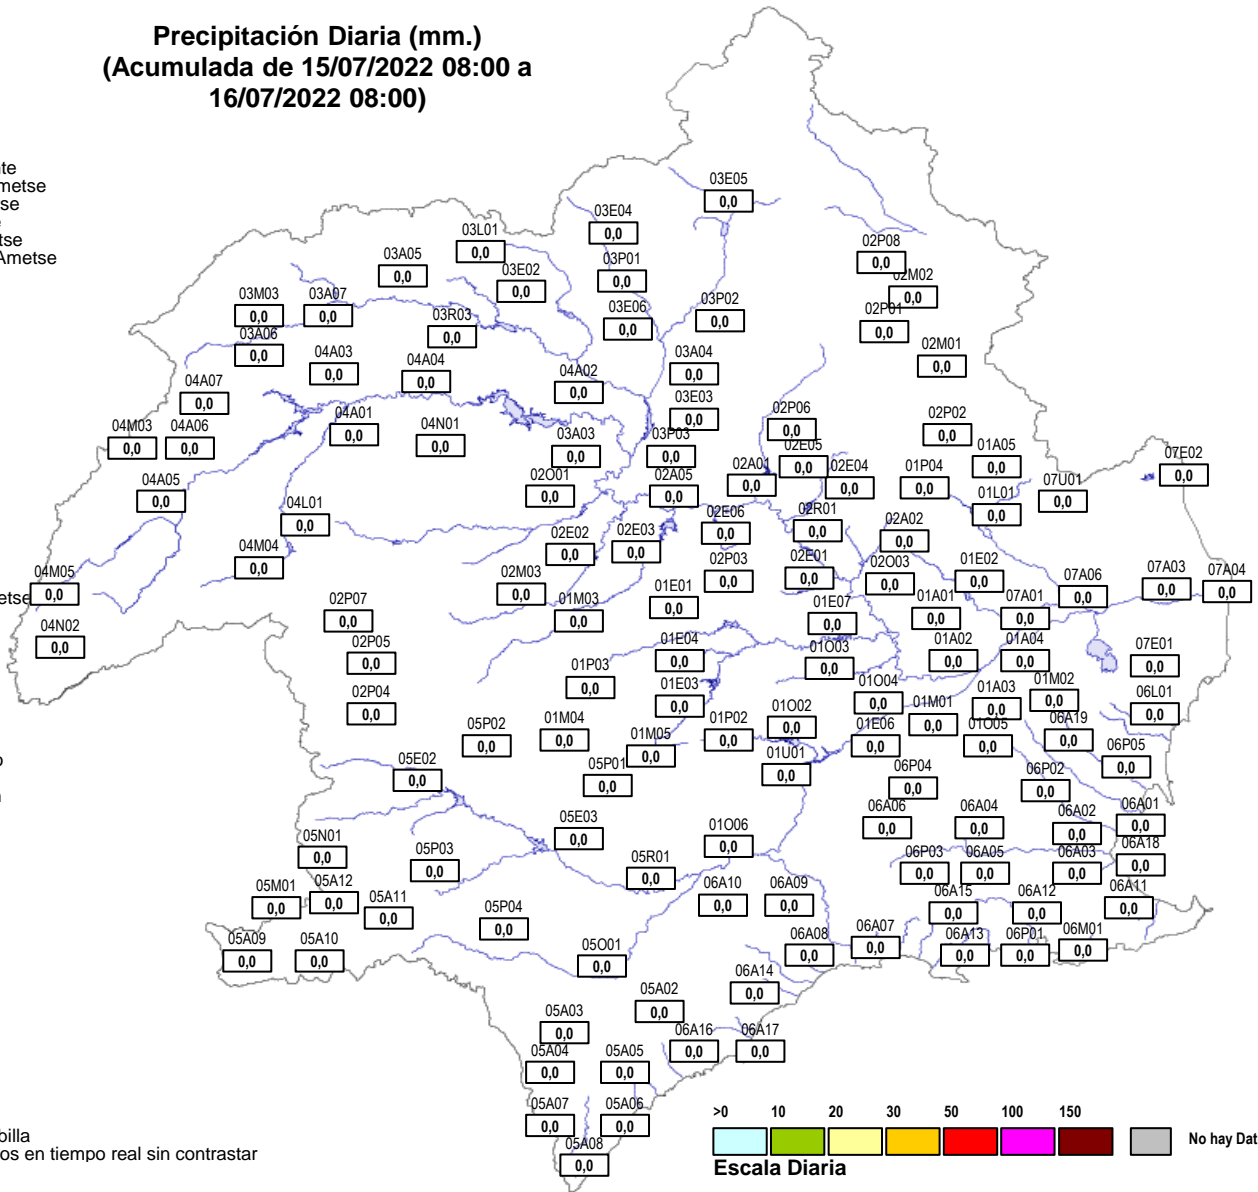 Precipitación Diaria (mm.)
(Acumulada de 15/07/2022 08:00 a
16/07/2022 08:00)
nte
metse
se
e
tse
Ametse
03E05
0,0
03E04
0,0
03L01
0,0
03A05
0,0
03E02
0,0
03P01
0,0
02P08
0,0
02M02
0,0
03M03
0,0
03A07
0,0
03R03
0,0
03E06
0,0
03P02
0,0
02P01
0,0
03A06
0,0
04A03
0,0
04A04
0,0
04A02
0,0
03A04
0,0
02M01
0,0
04A07
0,0
04A01
0,0
04N01
0,0
03E03
0,0
02P06
0,0
02P02
0,0
04M03
0,0
04A06
0,0
03A03
0,0
03P03
0,0
02E05
0,0
01A05
0,0
07E02
0,0
04A05
0,0
02O01
0,0
02A05
0,0
02A01
0,0
02E04
0,0
01P04
0,0
07U01
0,0
01L01
0,0
04L01
0,0
02E06
0,0
02R01
0,0
02A02
0,0
04M04
0,0
02E02
0,0
02E03
0,0
02P03
0,0
02E01
0,0
02O03
0,0
01E02
0,0
04M05
0,0
etse
02M03
0,0
01M03
0,0
01E01
0,0
01E07
0,0
01A01
0,0
07A01
0,0
07A06
0,0
07A03
0,0
07A04
0,0
04N02
0,0
02P07
0,0
02P05
0,0
01E04
0,0
01O03
0,0
01A02
0,0
01A04
0,0
07E01
0,0
02P04
0,0
01P03
0,0
01E03
0,0
01O04
0,0
01M01
0,0
01A03
0,0
01M02
0,0
06L01
0,0
05P02
0,0
01M04
0,0
01M05
0,0
01P02
0,0
01O02
0,0
01E06
0,0
01O05
0,0
06A19
0,0
o
05E02
0,0
05P01
0,0
01U01
0,0
06P04
0,0
06P02
0,0
06P05
0,0
05E03
0,0
01O06
0,0
06A06
0,0
06A04
0,0
06A02
0,0
06A01
0,0
05N01
0,0
05P03
0,0
05R01
0,0
06P03
0,0
06A05
0,0
06A03
0,0
06A18
0,0
05M01
0,0
05A12
0,0
05A11
0,0
05P04
0,0
06A10
0,0
06A09
0,0
06A15
0,0
06A12
0,0
06A11
0,0
05A09
0,0
05A10
0,0
05O01
0,0
06A08
0,0
06A07
0,0
06A13
0,0
06P01
0,0
06M01
0,0
06A14
0,0
05A02
0,0
05A03
0,0
06A16
0,0
06A17
0,0
05A04
0,0
05A05
0,0
05A07
0,0
05A06
0,0
05A08
0,0
billa
os en tiempo real sin contrastar
>0 10 20 30 50 100 150
No hay Dat
Escala Diaria